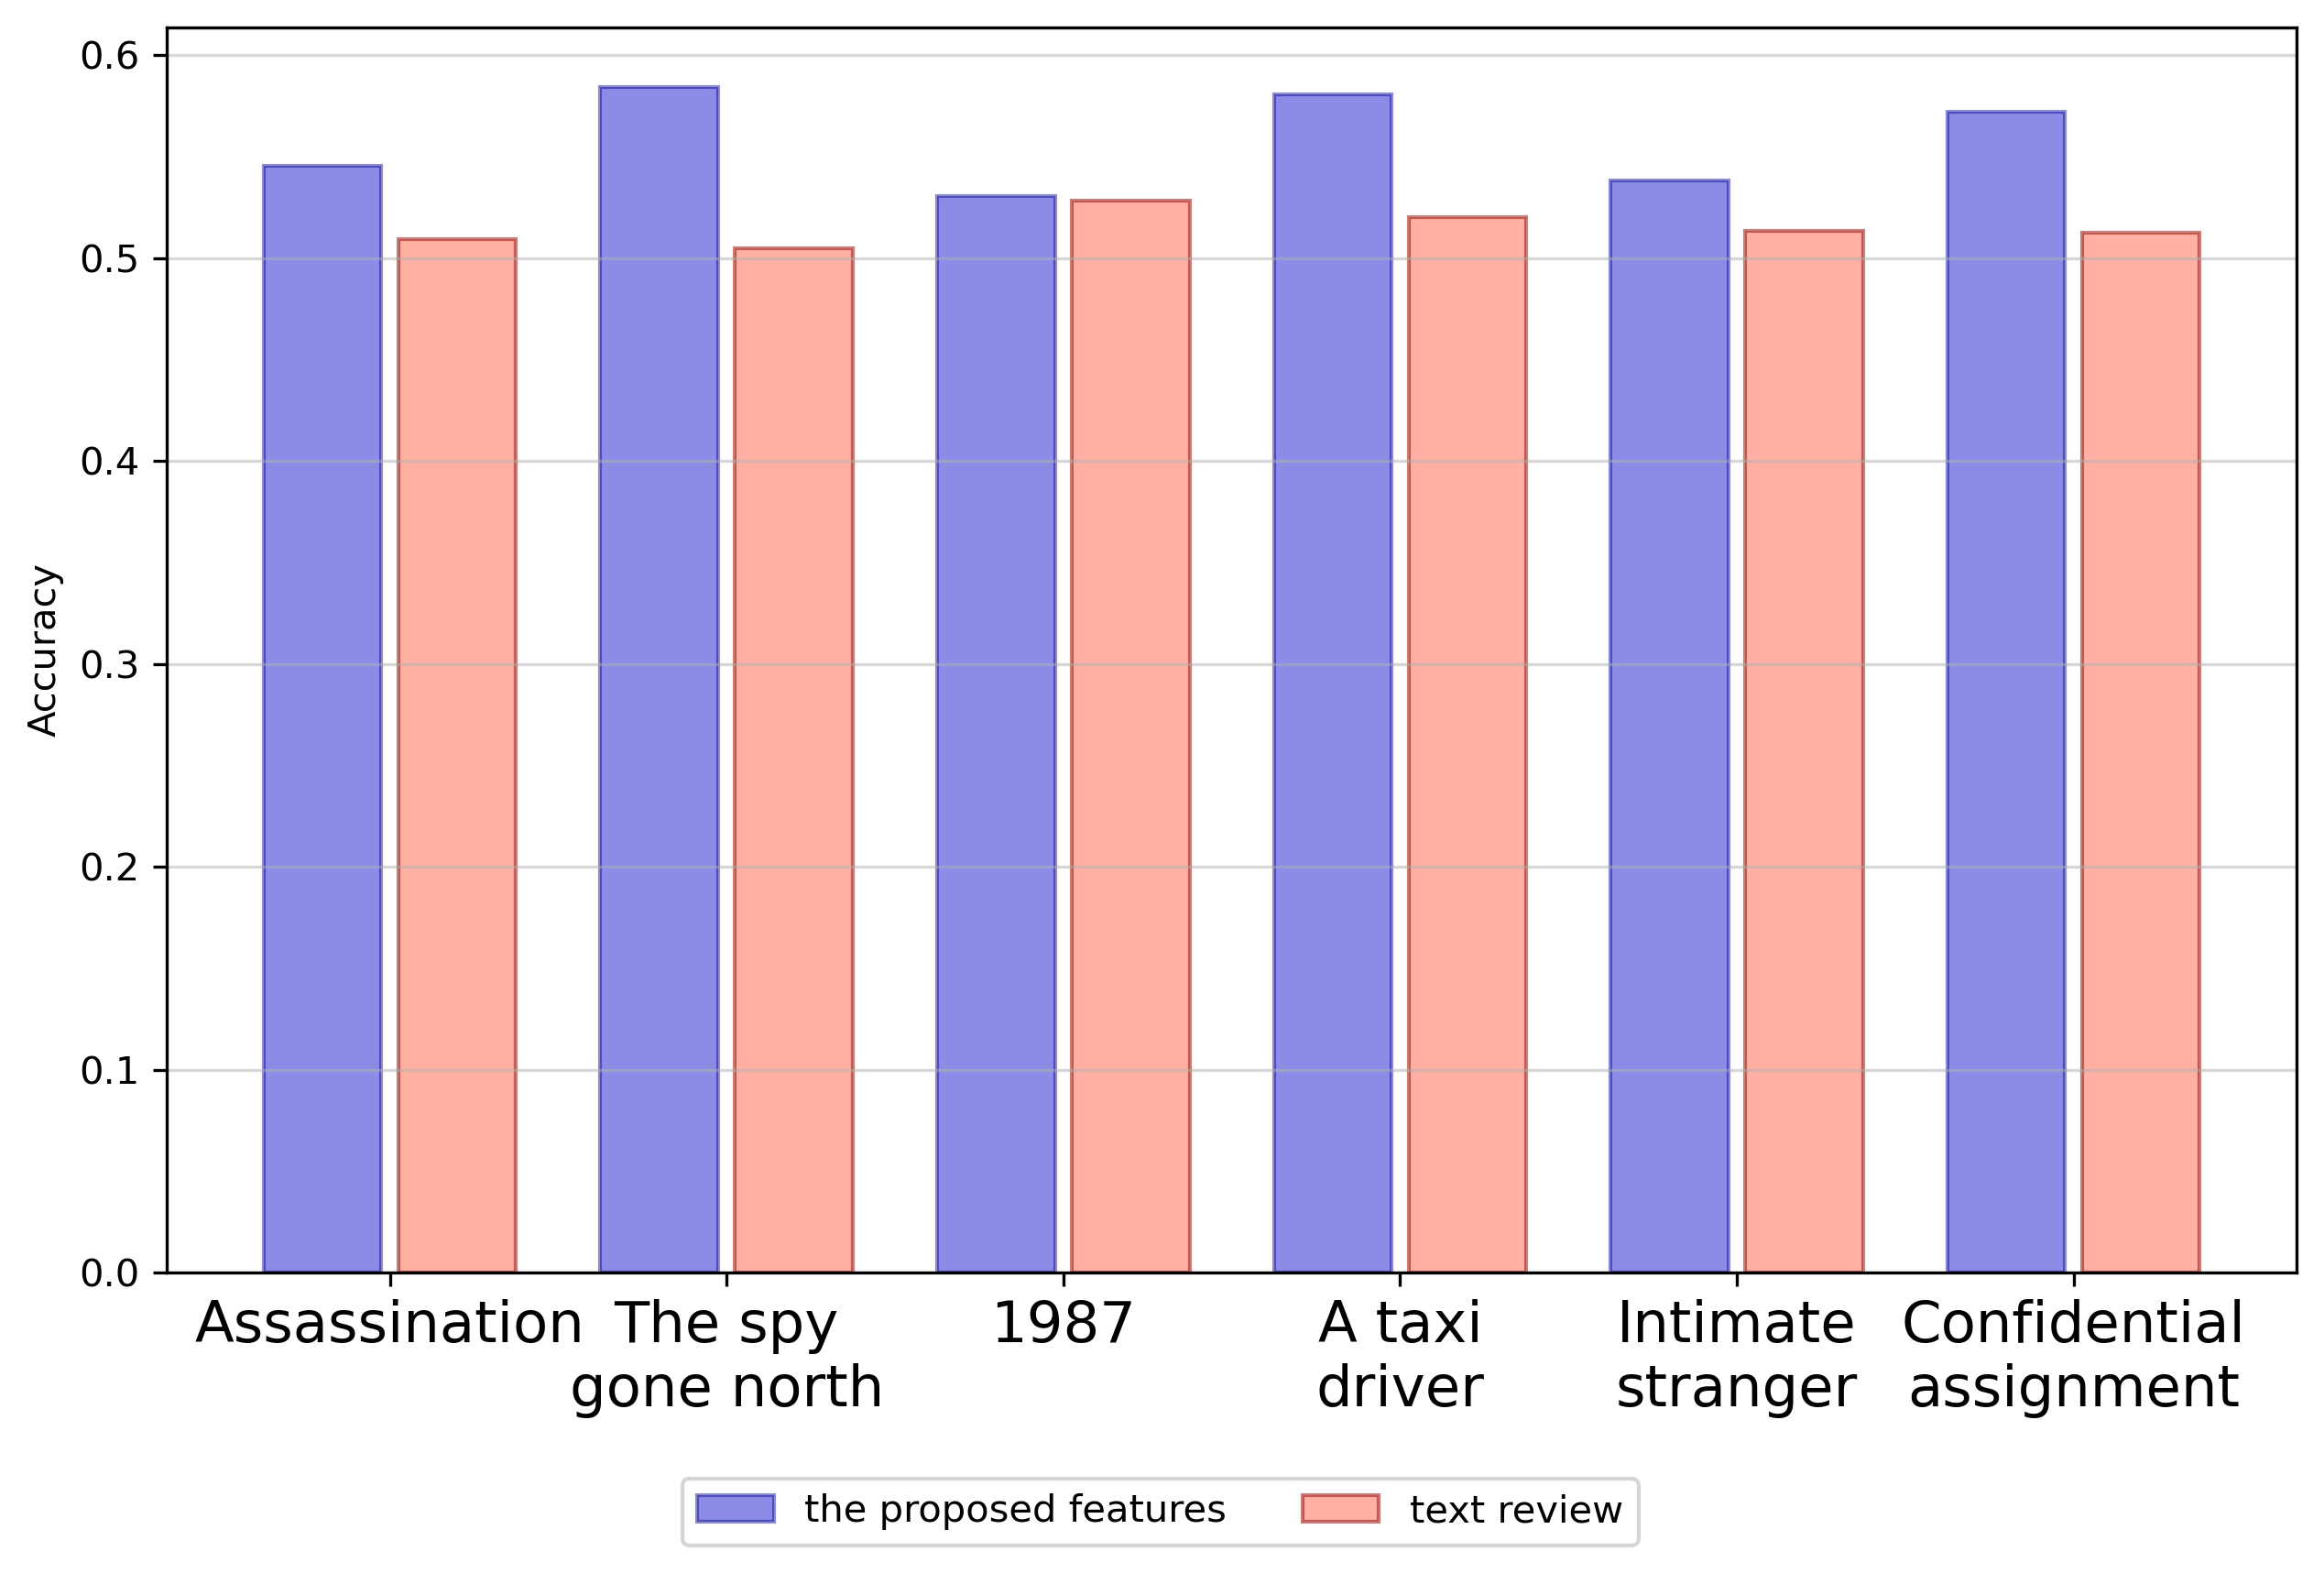 0.6
0.5
0.4
0.3
0.2
0.1
0.0
Accuracy
Assassination
The spy
gone north
1987
A taxi
driver
Intimate
stranger
Confidential
assignment
the proposed features
text review